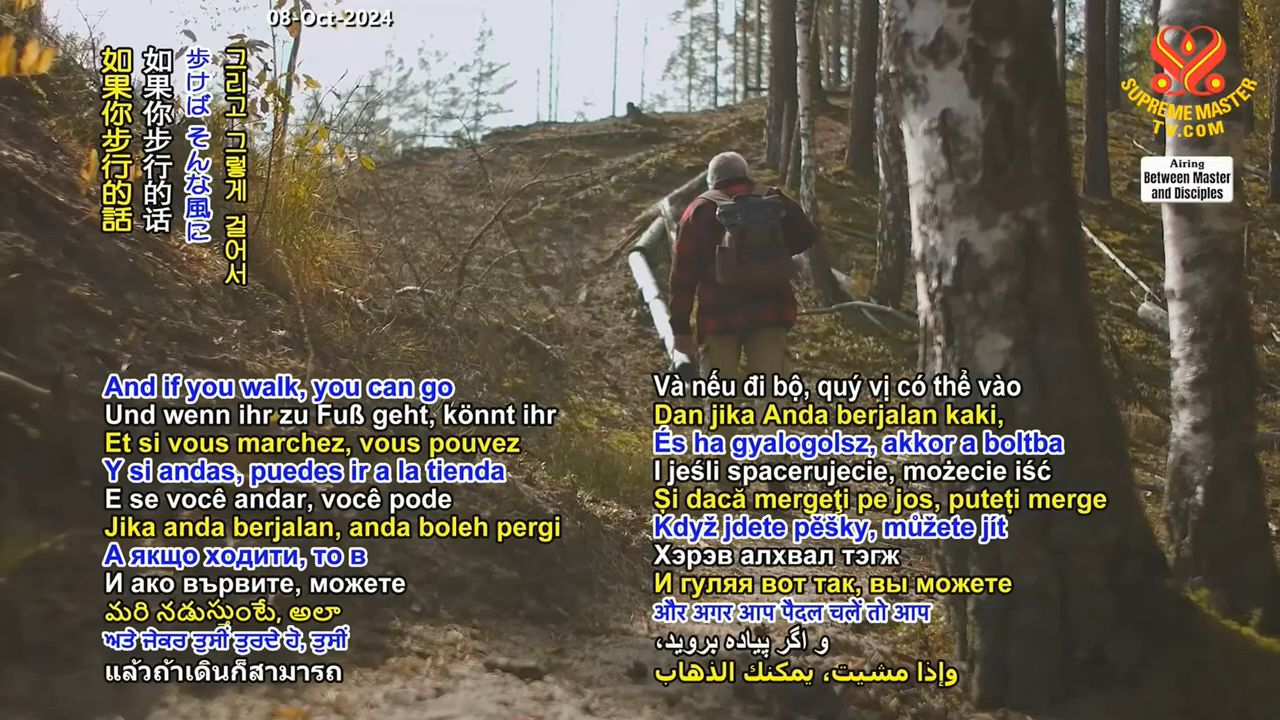 08-Oct-2024
如果你步行的話
如果你步行的话
歩けば そんな風に
그리고 그렇게 걸어서
SUPREME MASTER
TV.COM
Airing
Between Master
and Disciples
And if you walk, you can go
Und wenn ihr zu Fuß geht, könnt ihr
Et si vous marchez, vous pouvez
Y si andas, puedes ir a la tienda
E se você andar, você pode
Jika anda berjalan, anda boleh pergi
А якщо ходити, то в
И ако вървите, можете
మరి నడుస్తుంటే, అలా
ਅਤੇ ਜੇਕਰ ਤੁਸੀਂ ਤੁਰਦੇ ਹੋ, ਤੁਸੀਂ
แล้วถ้าเดินก็สามารถ
Và nếu đi bộ, quý vị có thể vào
Dan jika Anda berjalan kaki,
És ha gyalogolsz, akkor a boltba
I jeśli spacerujecie, możecie iść
Și dacă mergeți pe jos, puteți merge
Když jdete pěšky, můžete jít
Хэрэв алхвал тэгж
И гуляя вот так, вы можете
और अगर आप पैदल चलें तो आप
و اگر پیاده بروید،
وإذا مشيت، يمكنك الذهاب